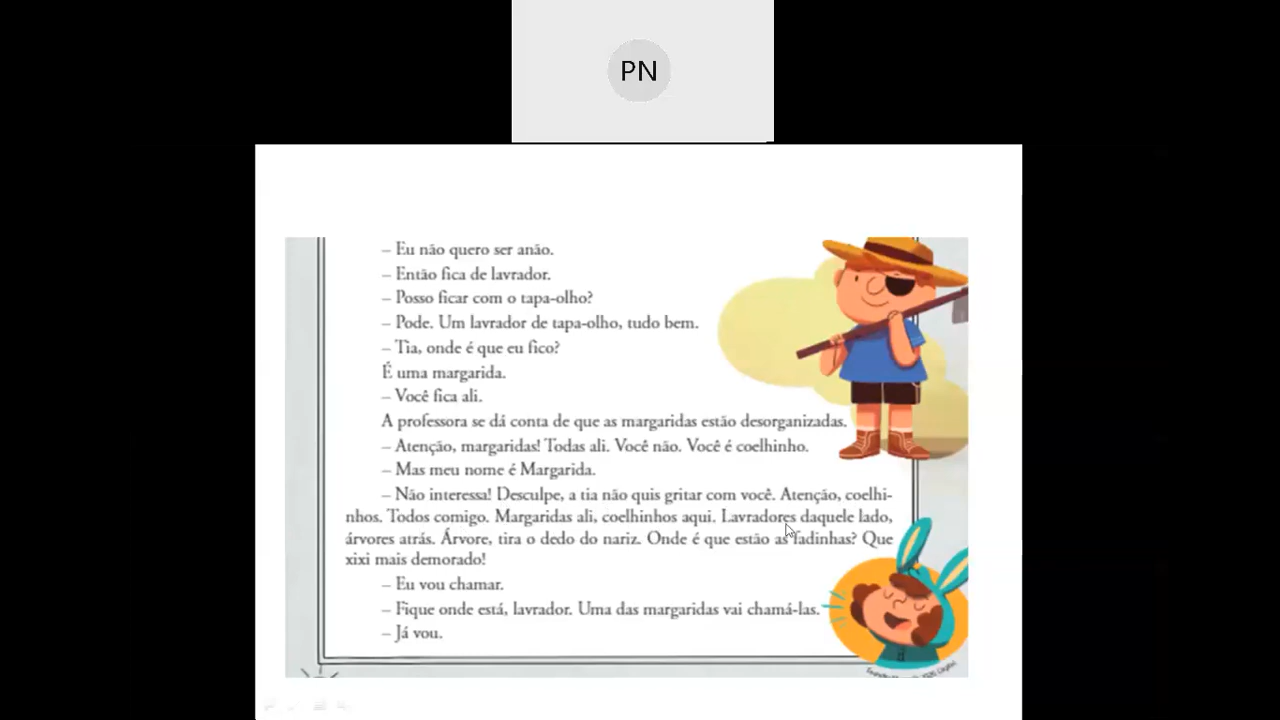 PN
– Eu não quero ser anão.
– Então fica de lavrador.
– Posso ficar com o tapa-olho?
– Pode. Um lavrador de tapa-olho, tudo bem.
– Tia, onde é que eu fico?
É uma margarida.
– Você fica ali.
A professora se dá conta de que as margaridas estão desorganizadas.
– Atenção, margaridas! Todas ali. Você não. Você é coelhinho.
– Mas meu nome é Margarida.
– Não interessa! Desculpe, a tia não quis gritar com você. Atenção, coelhi-
nhos. Todos comigo. Margaridas ali, coelhinhos aqui. Lavradores daquele lado,
árvores atrás. Árvore, tira o dedo do nariz. Onde é que estão as fadinhas? Que
xixi mais demorado!
– Eu vou chamar.
– Fique onde está, lavrador. Uma das margaridas vai chamá-las.
– Já vou.